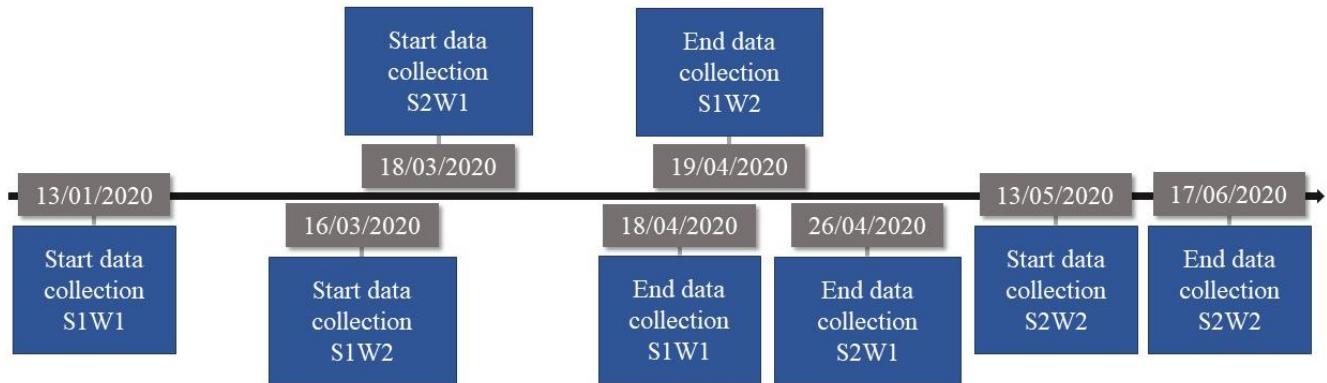 Start data
collection
S2W1
End data
collection
S1W2
18/03/2020
19/04/2020
13/01/2020
13/05/2020
17/06/2020
16/03/2020
18/04/2020
26/04/2020
Start data
collection
S1W1
Start data
collection
S1W2
End data
collection
S1W1
End data
collection
S2W1
Start data
collection
S2W2
End data
collection
S2W2